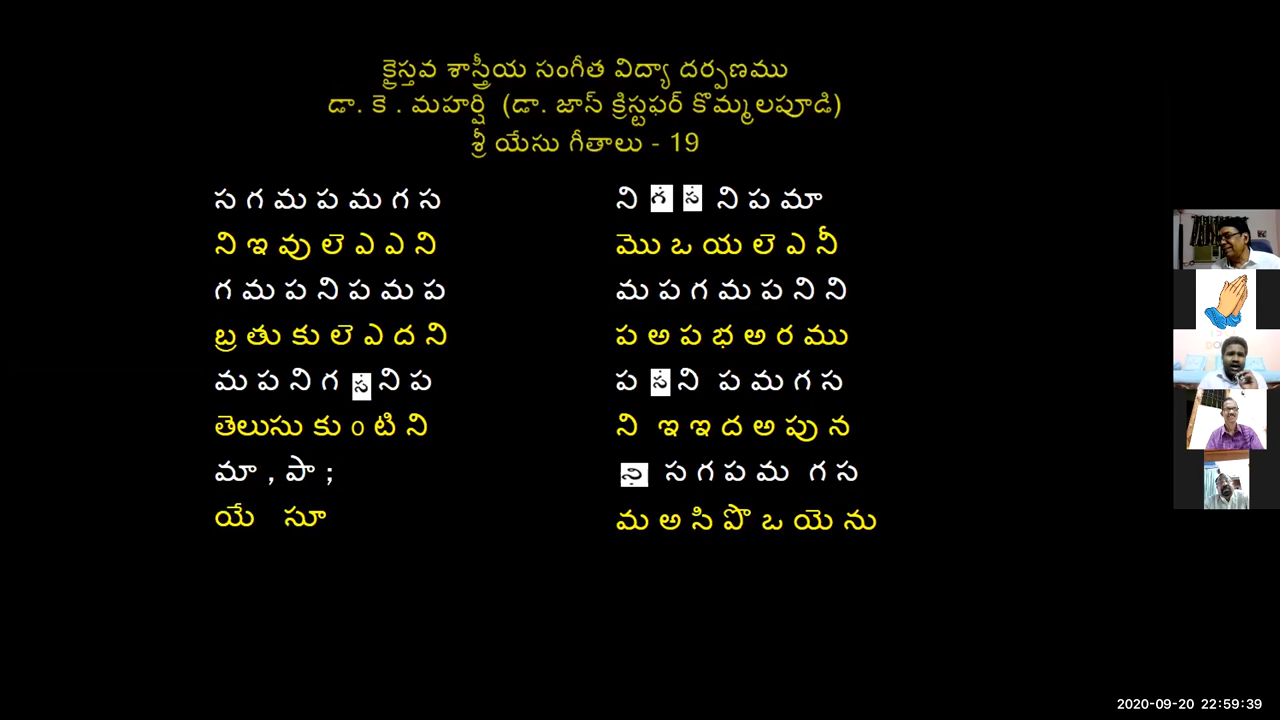 క్రైస్తవ శాస్త్రీయ సంగీత విద్యా దర్పణము
డా. కె . మహర్షి (డా. జాస్ క్రిస్టఫర్ కొమ్మలపూడి)
శ్రీ యేసు గీతాలు - 19
స గ మ ప మ గ స
ని ఇ వు లె ఎ ఎ ని
గ మ ప ని ప మ ప
బ్ర తు కు లె ఎ ద ని
మ ప ని గ స ని ప
తెలుసు కు o టి ని
మా , పా ;
యే సూ
ని గ స ని ప మా
మొ ఒ య లె ఎ నీ
మ ప గ మ ప ని ని
ప అ ప భ అ ర ము
ప స ని ప మ గ స
ని ఇ ఇ ద అ పు న
ని స గ ప మ గ స
మ అ సి పొ ఒ యె ను
2020-09-20 22:59:39